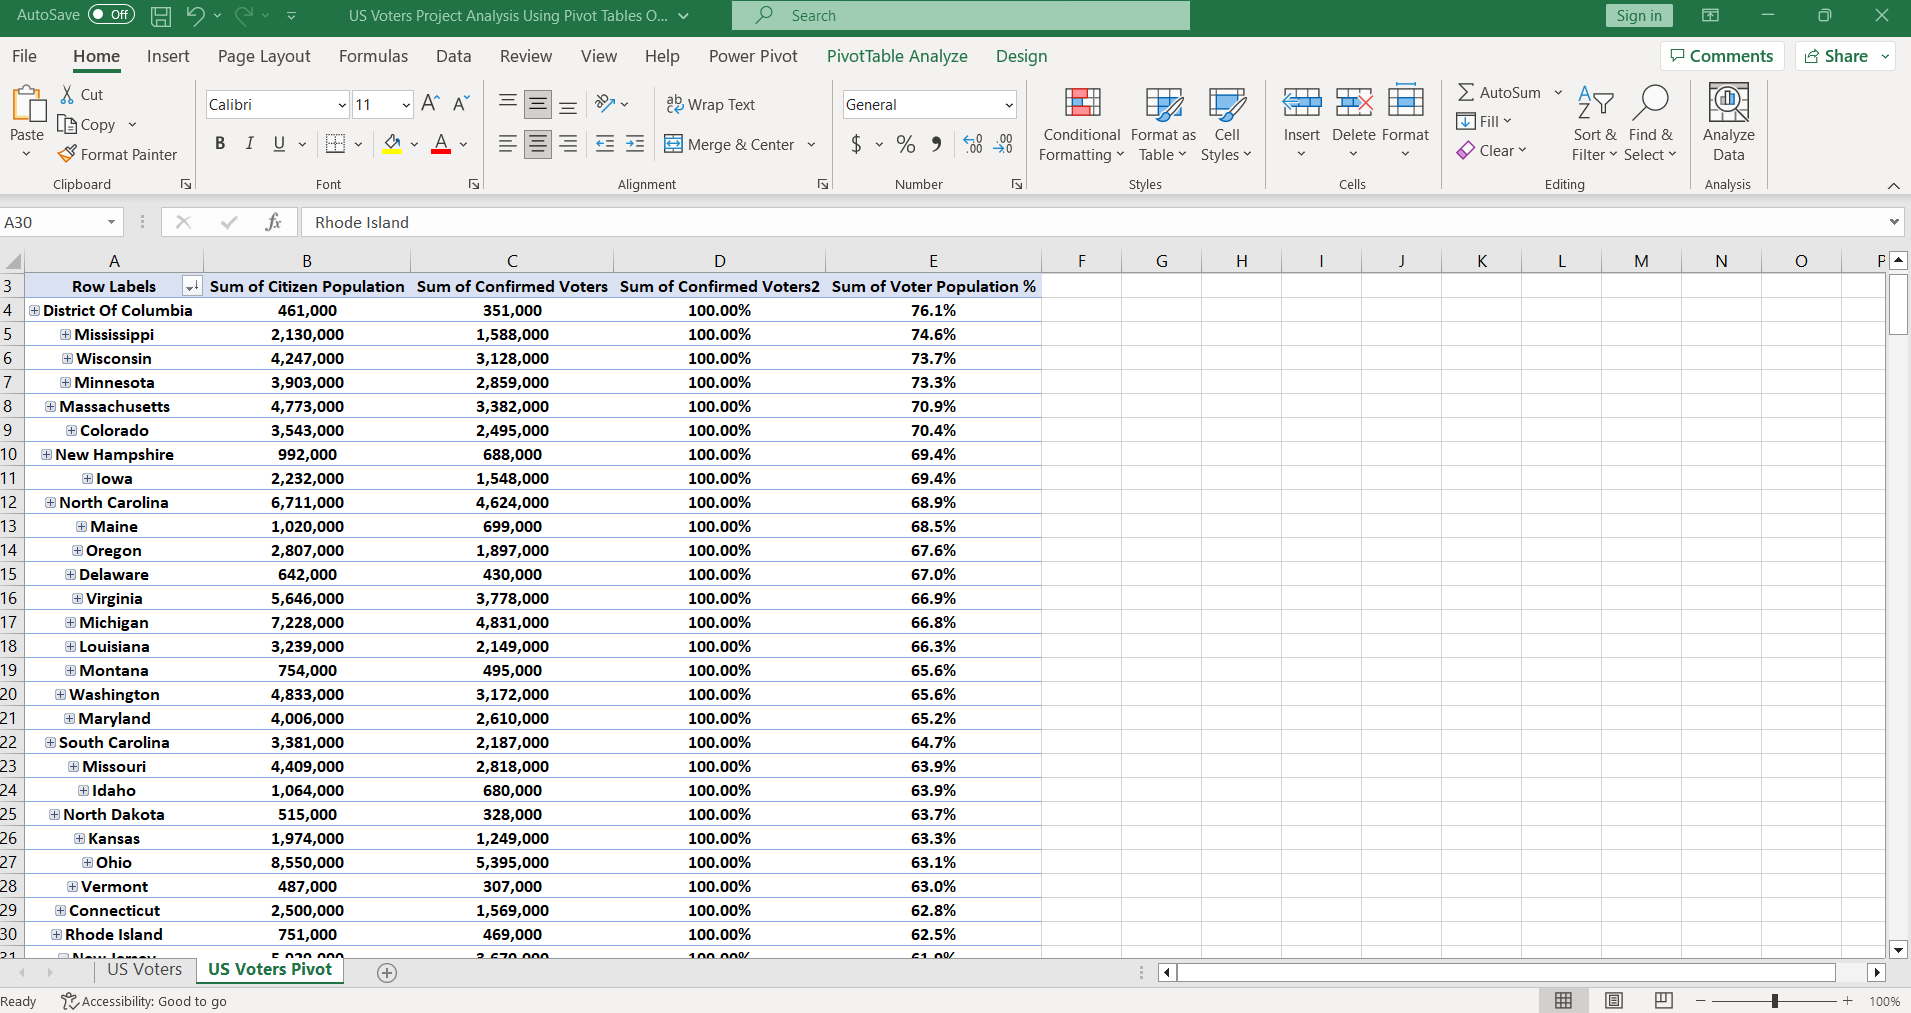 AutoSave Off US Voters Project Analysis Using Pivot Tables O... Search Sign in
File Home Insert Page Layout Formulas Data Review View Help Power Pivot PivotTable Analyze Design Comments Share
Paste Cut Copy Format Painter Clipboard
Calibri 11 B I U A Font
ab Wrap Text Merge & Center Alignment
General $ % Number
Conditional Formatting Format as Table Cell Styles Styles
Insert Delete Format Cells
AutoSum Fill Clear Sort & Filter Find & Select Editing
Analyze Data Analysis
A30 fx Rhode Island
A B C D E F G H I J K L M N O P
3 Row Labels Sum of Citizen Population Sum of Confirmed Voters Sum of Confirmed Voters2 Sum of Voter Population %
4 District Of Columbia 461,000 351,000 100.00% 76.1%
5 Mississippi 2,130,000 1,588,000 100.00% 74.6%
6 Wisconsin 4,247,000 3,128,000 100.00% 73.7%
7 Minnesota 3,903,000 2,859,000 100.00% 73.3%
8 Massachusetts 4,773,000 3,382,000 100.00% 70.9%
9 Colorado 3,543,000 2,495,000 100.00% 70.4%
10 New Hampshire 992,000 688,000 100.00% 69.4%
11 Iowa 2,232,000 1,548,000 100.00% 69.4%
12 North Carolina 6,711,000 4,624,000 100.00% 68.9%
13 Maine 1,020,000 699,000 100.00% 68.5%
14 Oregon 2,807,000 1,897,000 100.00% 67.6%
15 Delaware 642,000 430,000 100.00% 67.0%
16 Virginia 5,646,000 3,778,000 100.00% 66.9%
17 Michigan 7,228,000 4,831,000 100.00% 66.8%
18 Louisiana 3,239,000 2,149,000 100.00% 66.3%
19 Montana 754,000 495,000 100.00% 65.6%
20 Washington 4,833,000 3,172,000 100.00% 65.6%
21 Maryland 4,006,000 2,610,000 100.00% 65.2%
22 South Carolina 3,381,000 2,187,000 100.00% 64.7%
23 Missouri 4,409,000 2,818,000 100.00% 63.9%
24 Idaho 1,064,000 680,000 100.00% 63.9%
25 North Dakota 515,000 328,000 100.00% 63.7%
26 Kansas 1,974,000 1,249,000 100.00% 63.3%
27 Ohio 8,550,000 5,395,000 100.00% 63.1%
28 Vermont 487,000 307,000 100.00% 63.0%
29 Connecticut 2,500,000 1,569,000 100.00% 62.8%
30 Rhode Island 751,000 469,000 100.00% 62.5%
US Voters US Voters Pivot
Ready Accessibility: Good to go 100%